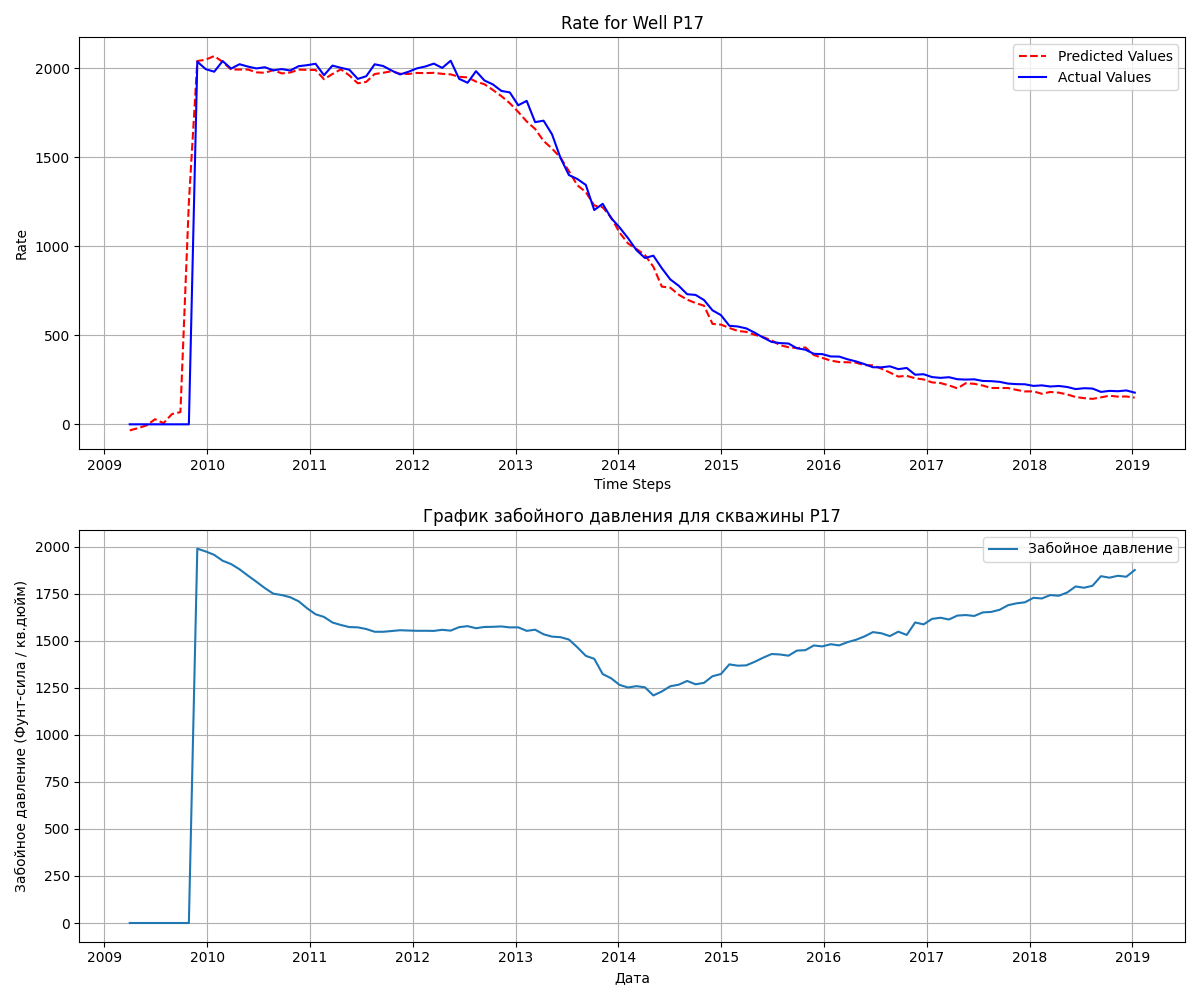 Rate for Well P17
Predicted Values
Actual Values
2000
1500
1000
500
0
Rate
2009 2010 2011 2012 2013 2014 2015 2016 2017 2018 2019
Time Steps
График забойного давления для скважины P17
Забойное давление
2000
1750
1500
1250
1000
750
500
250
0
Забойное давление (Фунт-сила / кв.дюйм)
2009 2010 2011 2012 2013 2014 2015 2016 2017 2018 2019
Дата